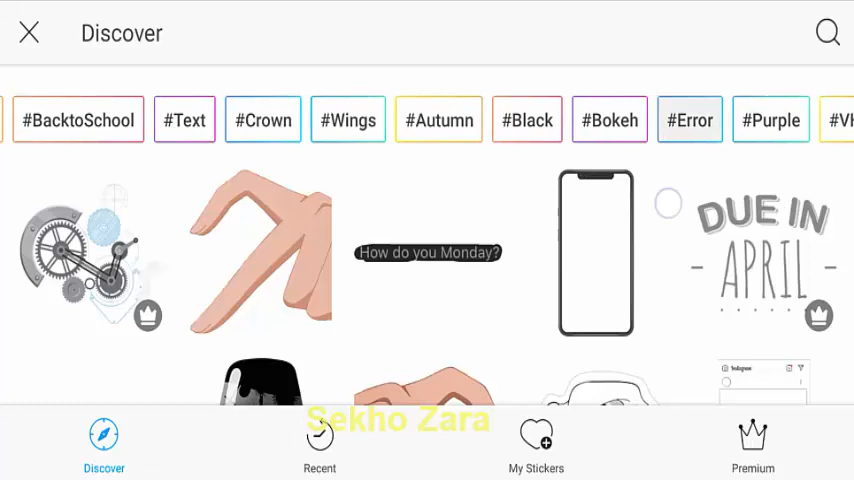 Discover
#BacktoSchool #Text #Crown #Wings #Autumn #Black #Bokeh #Error #Purple
How do you Monday?
DUE IN
- APRIL -
Instagram
Sekho Zara
Discover Recent My Stickers Premium